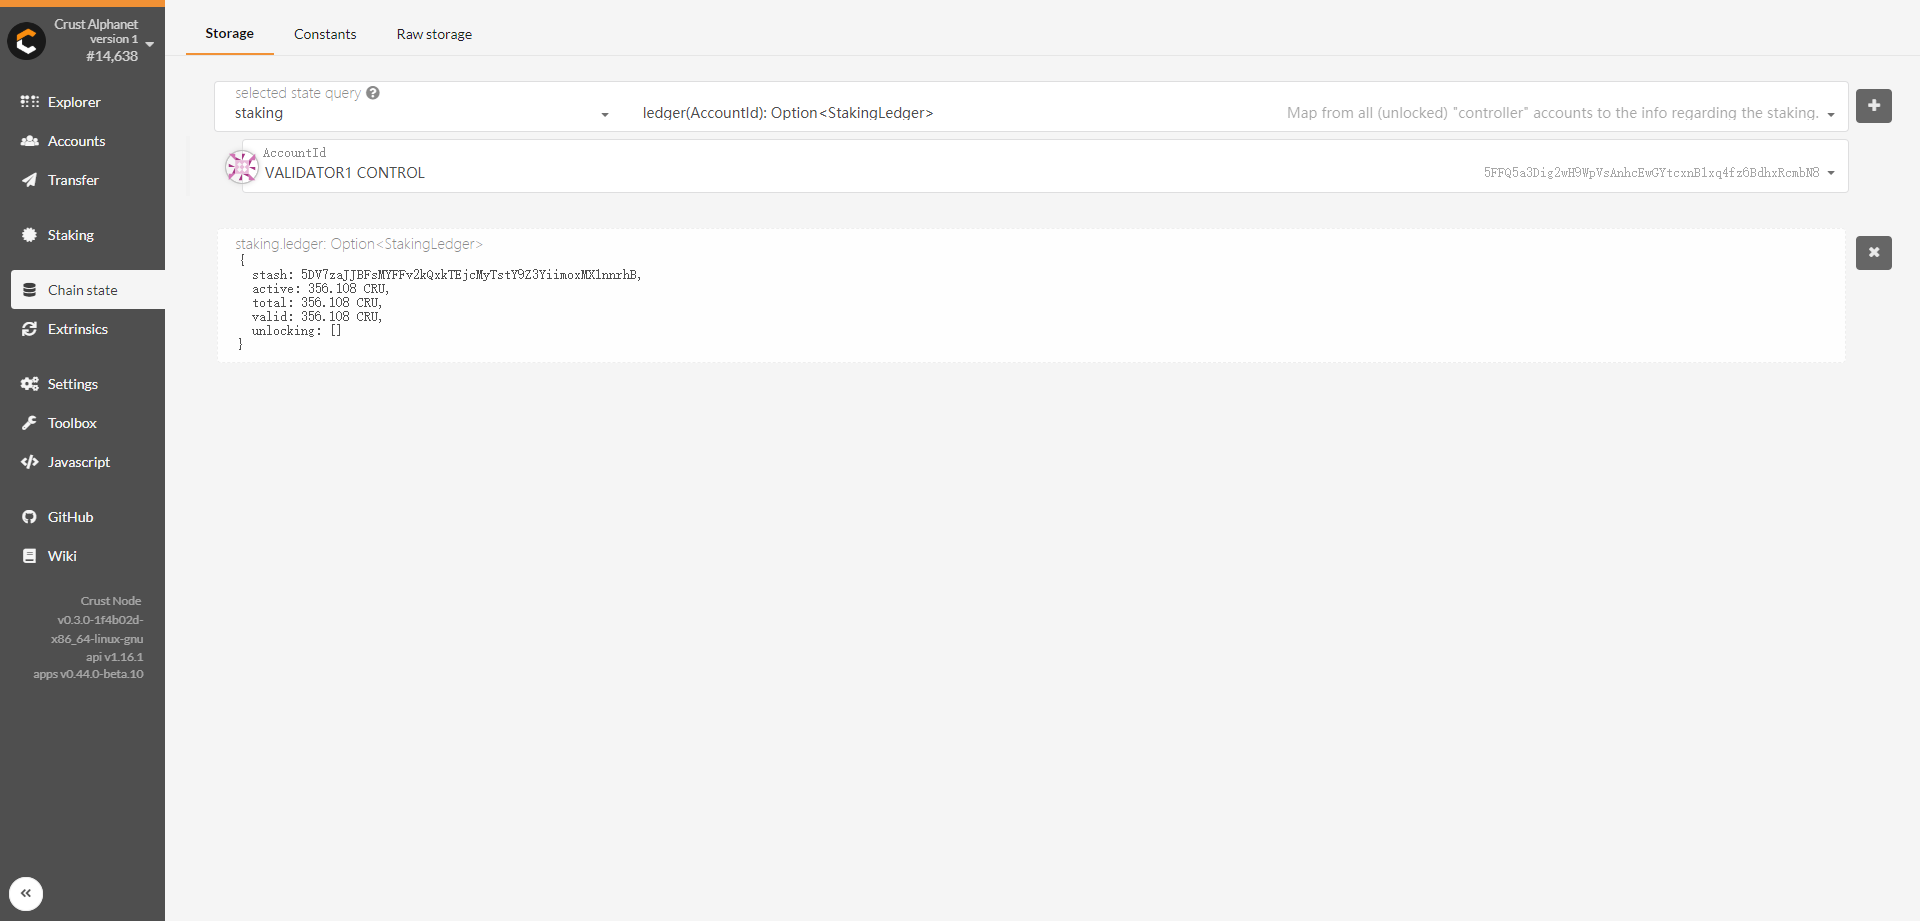 Crust Alphanet
version 1
#14,638
Explorer
Accounts
Transfer
Staking
Chain state
Extrinsics
Settings
Toolbox
Javascript
GitHub
Wiki
Crust Node
v0.3.0-1f4b02d-
x86_64-linux-gnu
api v1.16.1
apps v0.44.0-beta.10
Storage Constants Raw storage
selected state query
staking ledger(AccountId): Option<StakingLedger> Map from all (unlocked) "controller" accounts to the info regarding the staking.
AccountId
VALIDATOR1 CONTROL 5FFQ5a3Dig2wH9WpVsAnhcEwGYtcxnB1xq4fz6BdhxRcmbN8
staking.ledger: Option<StakingLedger>
{
stash: 5DV7zaJJBFsMYFFv2kQxkTEjcMyTstY9Z3YiimoxMX1nnrhB,
active: 356.108 CRU,
total: 356.108 CRU,
valid: 356.108 CRU,
unlocking: []
}